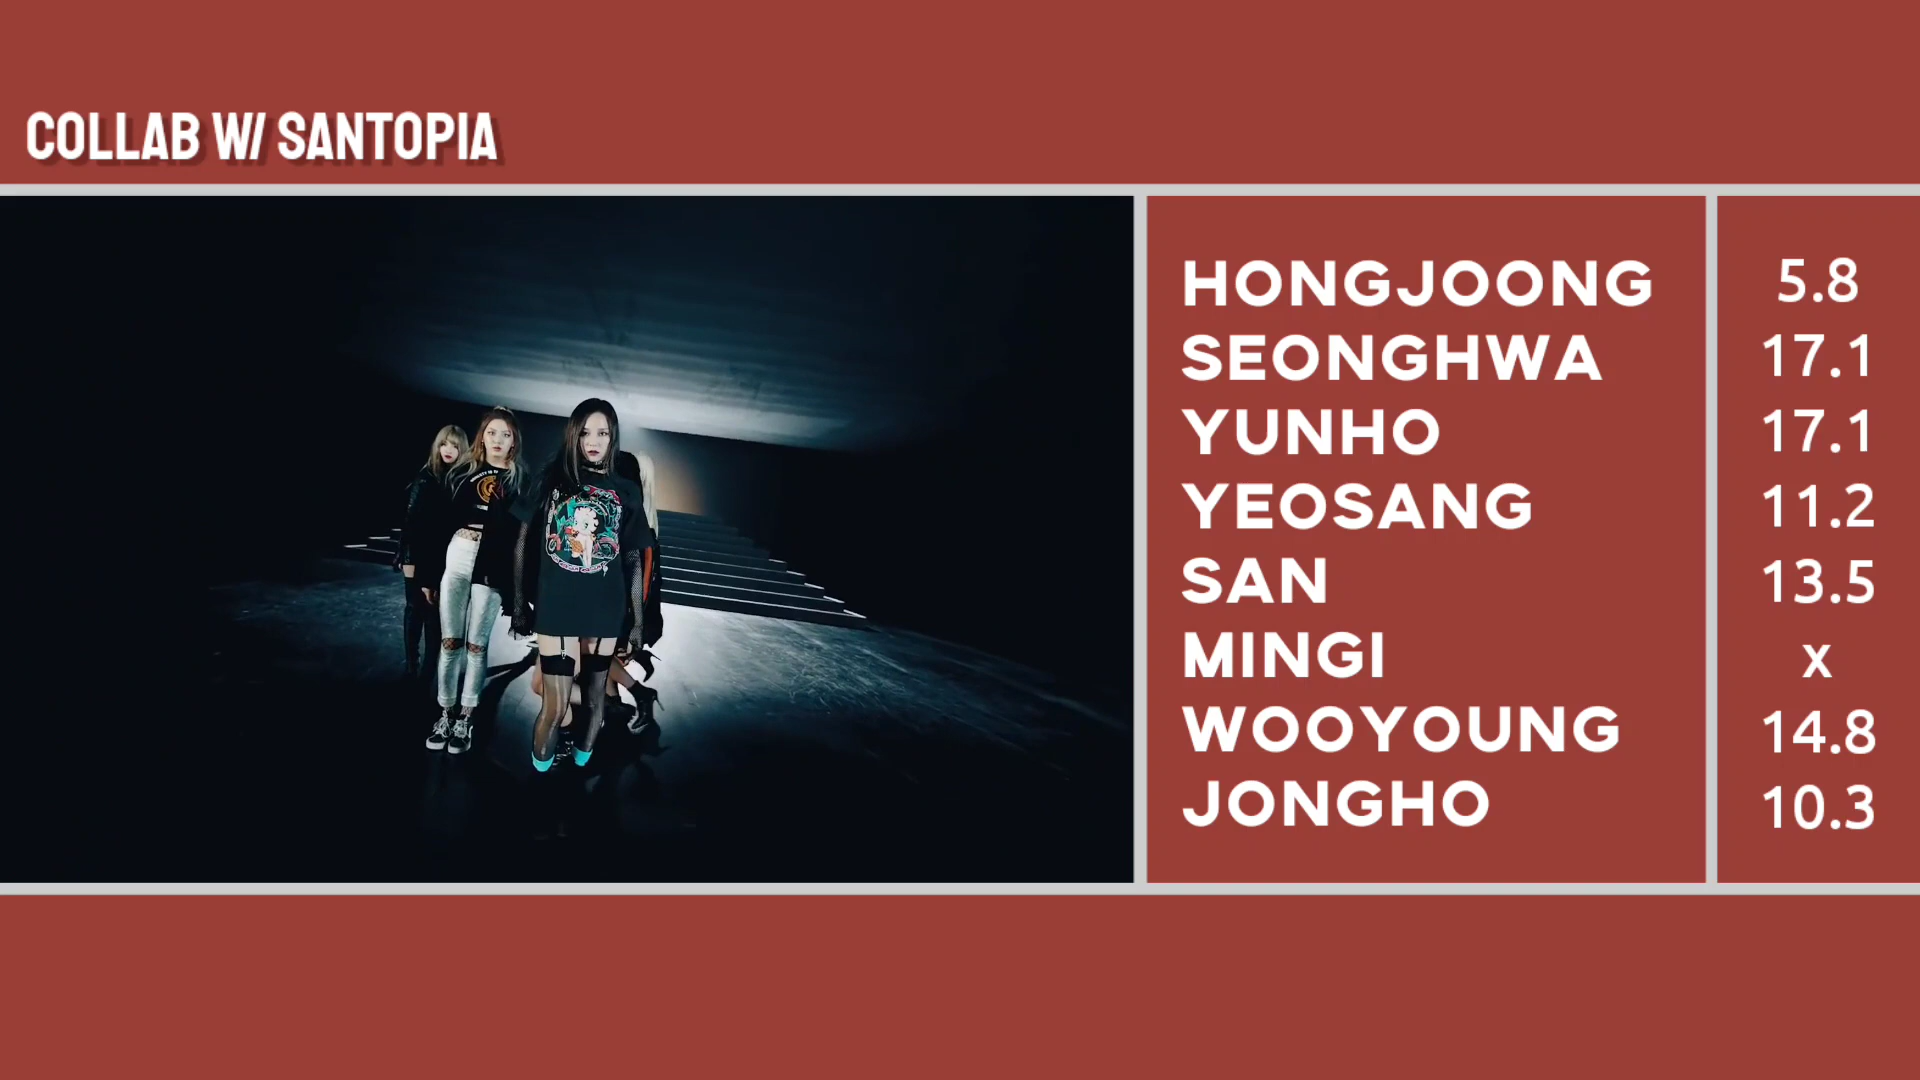 COLLAB W/ SANTOPIA
HONGJOONG 5.8
SEONGHWA 17.1
YUNHO 17.1
YEOSANG 11.2
SAN 13.5
MINGI x
WOOYOUNG 14.8
JONGHO 10.3